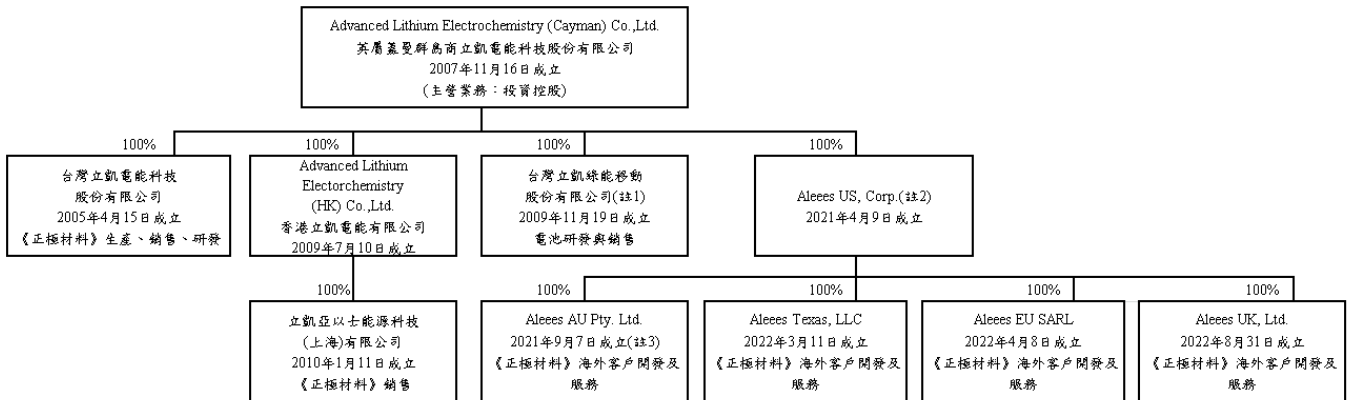 Advanced Lithium Electrochemistry (Cayman) Co.,Ltd.
英屬蓋曼群島商立凱電能科技股份有限公司
2007年11月16日成立
(主營業務：投資控股)
100%
100%
100%
100%
台灣立凱電能科技
股份有限公司
2005年4月15日成立
《正極材料》生產、銷售、研發
Advanced Lithium
Electorchemistry
(HK) Co.,Ltd.
香港立凱電能有限公司
2009年7月10日成立
台灣立凱綠能移動
股份有限公司(註1)
2009年11月19日成立
電池研發與銷售
Aleees US, Corp.(註2)
2021年4月9日成立
100%
100%
100%
100%
100%
立凱亞以士能源科技
(上海)有限公司
2010年1月11日成立
《正極材料》銷售
Aleees AU Pty. Ltd.
2021年9月7日成立(註3)
《正極材料》海外客戶開發及
服務
Aleees Texas, LLC
2022年3月11日成立
《正極材料》海外客戶開發及
服務
Aleees EU SARL
2022年4月8日成立
《正極材料》海外客戶開發及
服務
Aleees UK, Ltd.
2022年8月31日成立
《正極材料》海外客戶開發及
服務